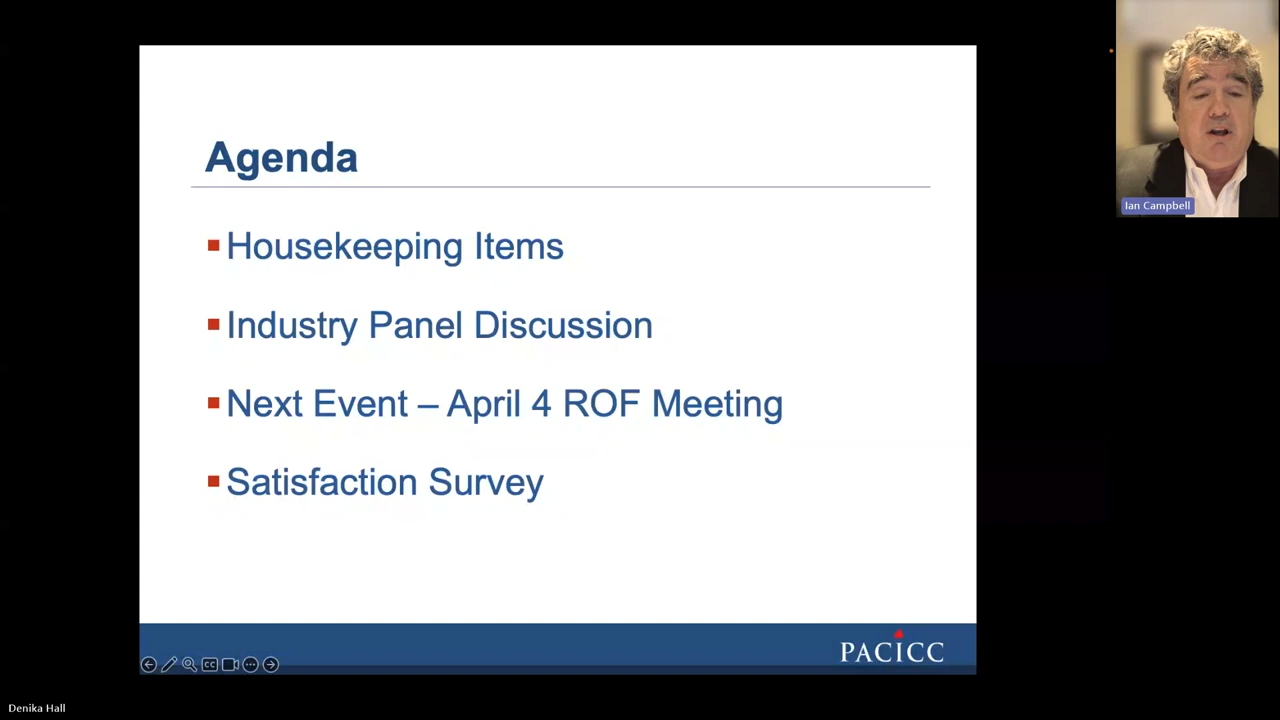 Agenda
Housekeeping Items
Industry Panel Discussion
Next Event – April 4 ROF Meeting
Satisfaction Survey
CC
PACICC
Ian Campbell
Denika Hall